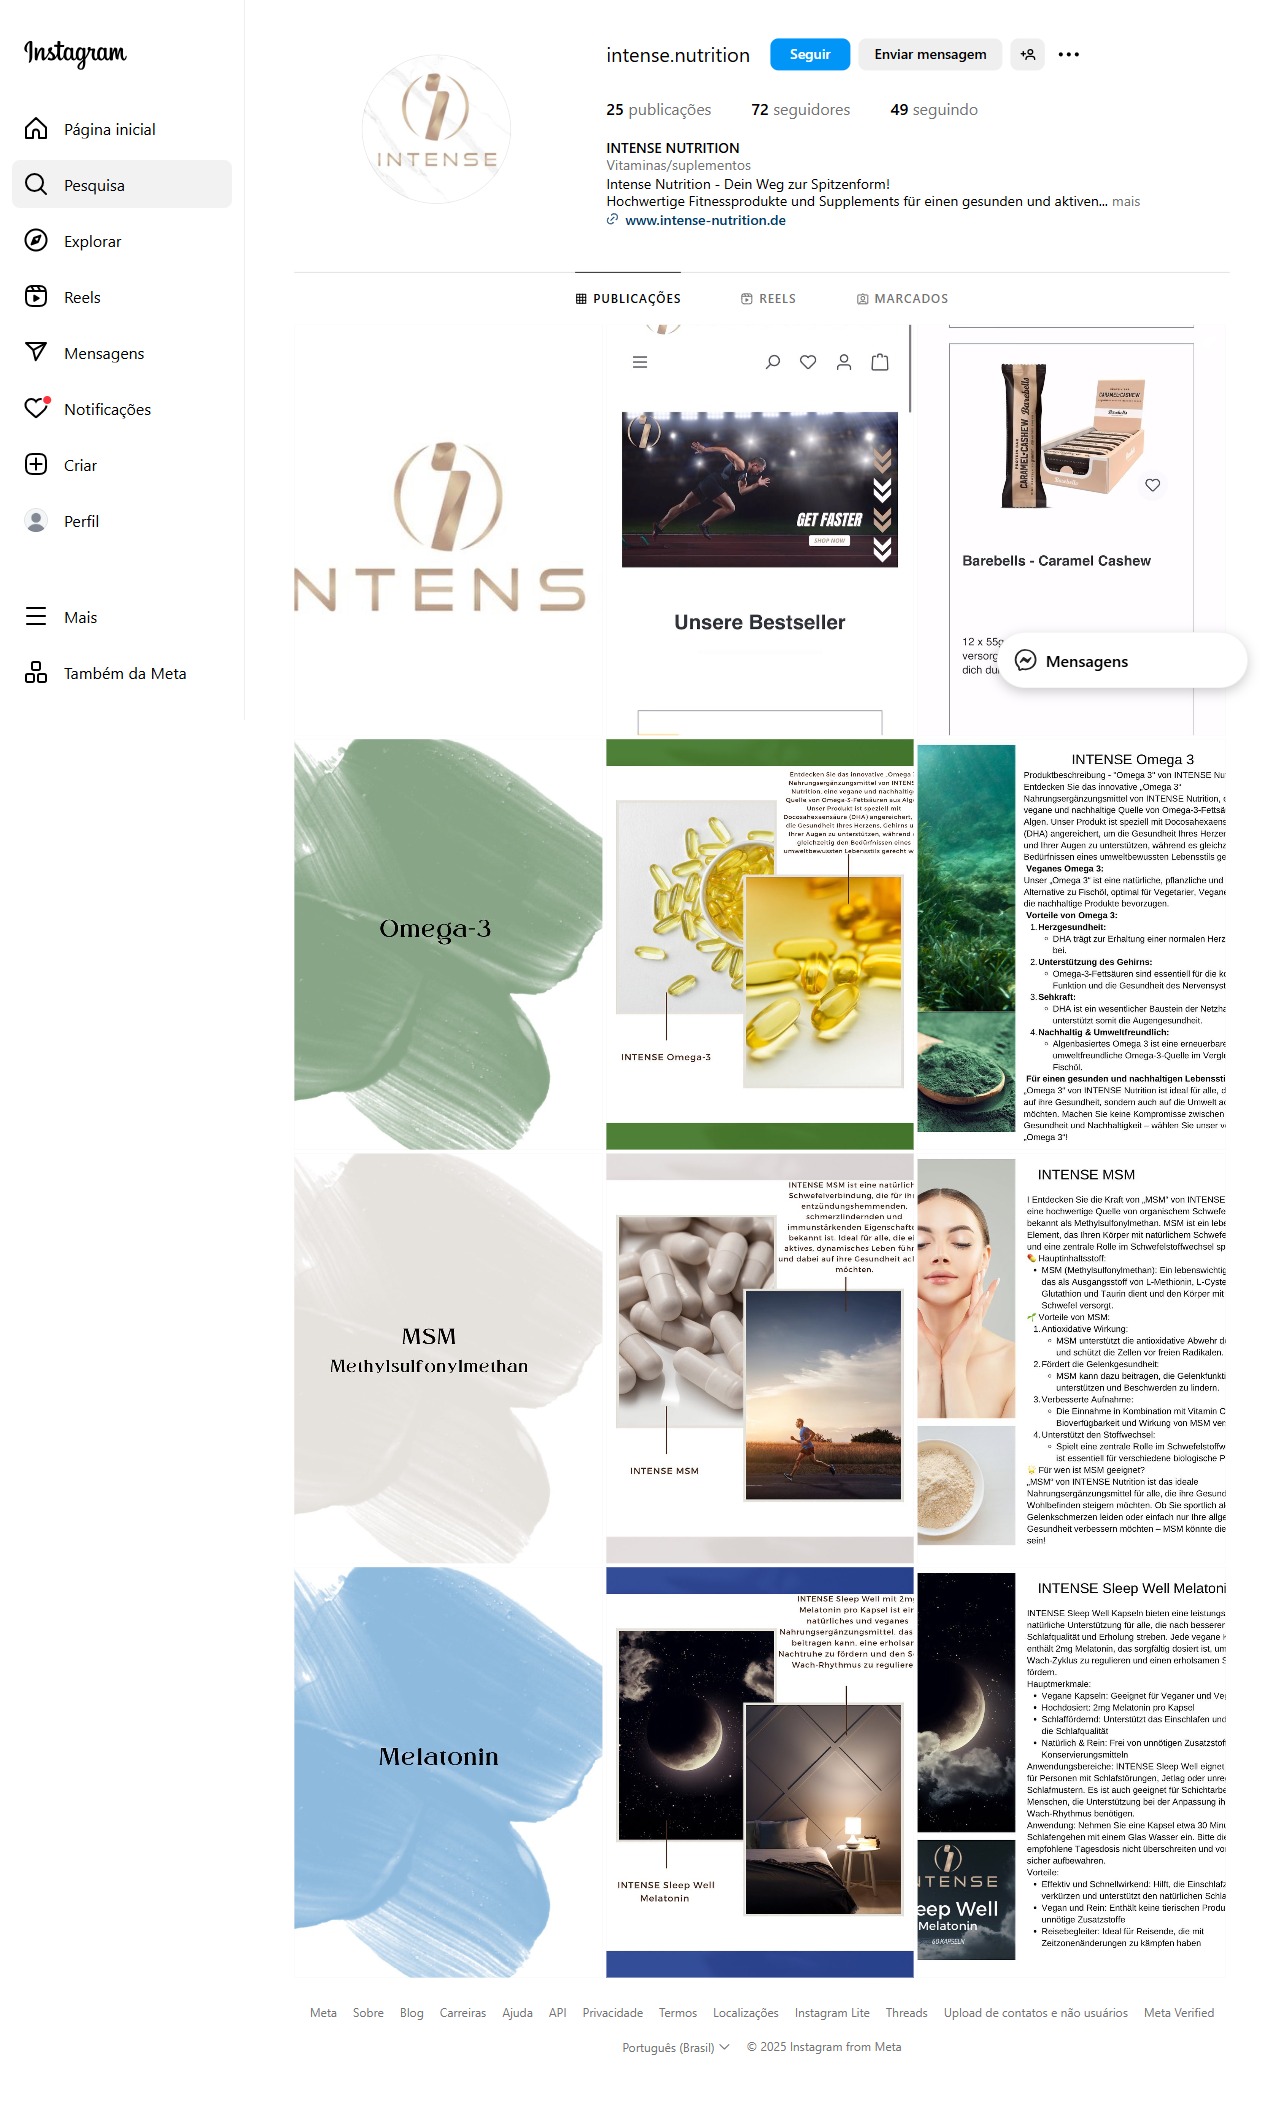 Instagram
Página inicial
Pesquisa
Explorar
Reels
Mensagens
Notificações
Criar
Perfil
Mais
Também da Meta
INTENSE
intense.nutrition
Seguir
Enviar mensagem
25 publicações
72 seguidores
49 seguindo
INTENSE NUTRITION
Vitaminas/suplementos
Intense Nutrition - Dein Weg zur Spitzenform!
Hochwertige Fitnessprodukte und Supplements für einen gesunden und aktiven... mais
www.intense-nutrition.de
PUBLICAÇÕES
REELS
MARCADOS
NTENS
GET FASTER
SHOP NOW
Unsere Bestseller
CARAMEL-CASHEW Barebells
CARAMEL-CASHEW
Barebells
Barebells - Caramel Cashew
12 x 55g
versorg
dich du
Mensagens
Omega-3
Entdecken Sie das innovative „Omega
Nahrungsergänzungsmittel von INTENS
Nutrition, eine vegane und nachhaltig
Quelle von Omega-3-Fettsäuren aus Alg
Unser Produkt ist speziell mit
Docosahexaensäure (DHA) angereichert,
die Gesundheit Ihres Herzens, Gehirns u
Ihrer Augen zu unterstützen, während
gleichzeitig den Bedürfnissen eines
umweltbewussten Lebensstils gerecht w
INTENSE Omega-3
INTENSE Omega 3
Produktbeschreibung - "Omega 3" von INTENSE Nu
Entdecken Sie das innovative „Omega 3"
Nahrungsergänzungsmittel von INTENSE Nutrition,
vegane und nachhaltige Quelle von Omega-3-Fettsä
Algen. Unser Produkt ist speziell mit Docosahexaens
(DHA) angereichert, um die Gesundheit Ihres Herzen
und Ihrer Augen zu unterstützen, während es gleichz
Bedürfnissen eines umweltbewussten Lebensstils ge
Veganes Omega 3:
Unser „Omega 3" ist eine natürliche, pflanzliche und
Alternative zu Fischöl, optimal für Vegetarier, Vegane
die nachhaltige Produkte bevorzugen.
Vorteile von Omega 3:
1. Herzgesundheit:
DHA trägt zur Erhaltung einer normalen Herz
bei.
2. Unterstützung des Gehirns:
Omega-3-Fettsäuren sind essentiell für die ko
Funktion und die Gesundheit des Nervensyst
3. Sehkraft:
DHA ist ein wesentlicher Baustein der Netzha
unterstützt somit die Augengesundheit.
4. Nachhaltig & Umweltfreundlich:
Algenbasiertes Omega 3 ist eine erneuerbare
umweltfreundliche Omega-3-Quelle im Vergle
Fischöl.
Für einen gesunden und nachhaltigen Lebenssti
„Omega 3" von INTENSE Nutrition ist ideal für alle, d
auf ihre Gesundheit, sondern auch auf die Umwelt ac
möchten. Machen Sie keine Kompromisse zwischen
Gesundheit und Nachhaltigkeit – wählen Sie unser v
„Omega 3"!
MSM
Methylsulfonylmethan
INTENSE MSM ist eine natürlich
Schwefelverbindung, die für ih
entzündungshemmenden,
schmerzlindernden und
immunstärkenden Eigenschafte
bekannt ist. Ideal für alle, die e
aktives, dynamisches Leben führ
und dabei auf ihre Gesundheit ac
möchten.
INTENSE MSM
INTENSE MSM
I Entdecken Sie die Kraft von „MSM" von INTENSE
eine hochwertige Quelle von organischem Schwefe
bekannt als Methylsulfonylmethan. MSM ist ein lebe
Element, das Ihren Körper mit natürlichem Schwefe
und eine zentrale Rolle im Schwefelstoffwechsel sp
Hauptinhaltsstoff:
MSM (Methylsulfonylmethan): Ein lebenswichtig
das als Ausgangsstoff von L-Methionin, L-Cyste
Glutathion und Taurin dient und den Körper mit
Schwefel versorgt.
Vorteile von MSM:
1. Antioxidative Wirkung:
MSM unterstützt die antioxidative Abwehr de
und schützt die Zellen vor freien Radikalen.
2. Fördert die Gelenkgesundheit:
MSM kann dazu beitragen, die Gelenkfunkti
unterstützen und Beschwerden zu lindern.
3. Verbesserte Aufnahme:
Die Einnahme in Kombination mit Vitamin C
Bioverfügbarkeit und Wirkung von MSM ver
4. Unterstützt den Stoffwechsel:
Spielt eine zentrale Rolle im Schwefelstoffw
ist essentiell für verschiedene biologische P
Für wen ist MSM geeignet?
„MSM" von INTENSE Nutrition ist das ideale
Nahrungsergänzungsmittel für alle, die ihre Gesund
Wohlbefinden steigern möchten. Ob Sie sportlich ak
Gelenkschmerzen leiden oder einfach nur Ihre allge
Gesundheit verbessern möchten – MSM könnte die
sein!
Melatonin
INTENSE Sleep Well mit 2mg
Melatonin pro Kapsel ist ein
natürliches und veganes
Nahrungsergänzungsmittel, das
beitragen kann, eine erholsar
Nachtruhe zu fördern und den S
Wach-Rhythmus zu reguliere
INTENSE Sleep Well
Melatonin
INTENSE Sleep Well Melatoni
INTENSE Sleep Well Kapseln bieten eine leistungs
natürliche Unterstützung für alle, die nach besserer
Schlafqualität und Erholung streben. Jede vegane K
enthält 2mg Melatonin, das sorgfältig dosiert ist, um
Wach-Zyklus zu regulieren und einen erholsamen S
fördern.
Hauptmerkmale:
Vegane Kapseln: Geeignet für Veganer und Veg
Hochdosiert: 2mg Melatonin pro Kapsel
Schlaffördernd: Unterstützt das Einschlafen und
die Schlafqualität
Natürlich & Rein: Frei von unnötigen Zusatzstoff
Konservierungsmitteln
Anwendungsbereiche: INTENSE Sleep Well eignet
für Personen mit Schlafstörungen, Jetlag oder unre
Schlafmustern. Es ist auch geeignet für Schichtarbe
Menschen, die Unterstützung bei der Anpassung ih
Wach-Rhythmus benötigen.
Anwendung: Nehmen Sie eine Kapsel etwa 30 Minu
Schlafengehen mit einem Glas Wasser ein. Bitte die
empfohlene Tagesdosis nicht überschreiten und vo
sicher aufbewahren.
Vorteile:
Effektiv und Schnellwirkend: Hilft, die Einschlafz
verkürzen und unterstützt den natürlichen Schla
Vegan und Rein: Enthält keine tierischen Produ
unnötige Zusatzstoffe
Reisebegleiter: Ideal für Reisende, die mit
Zeitzonenänderungen zu kämpfen haben
NTENSE
eep Well
Melatonin
60 KAPSELN
Meta Sobre Blog Carreiras Ajuda API Privacidade Termos Localizações Instagram Lite Threads Upload de contatos e não usuários Meta Verified
Português (Brasil) © 2025 Instagram from Meta